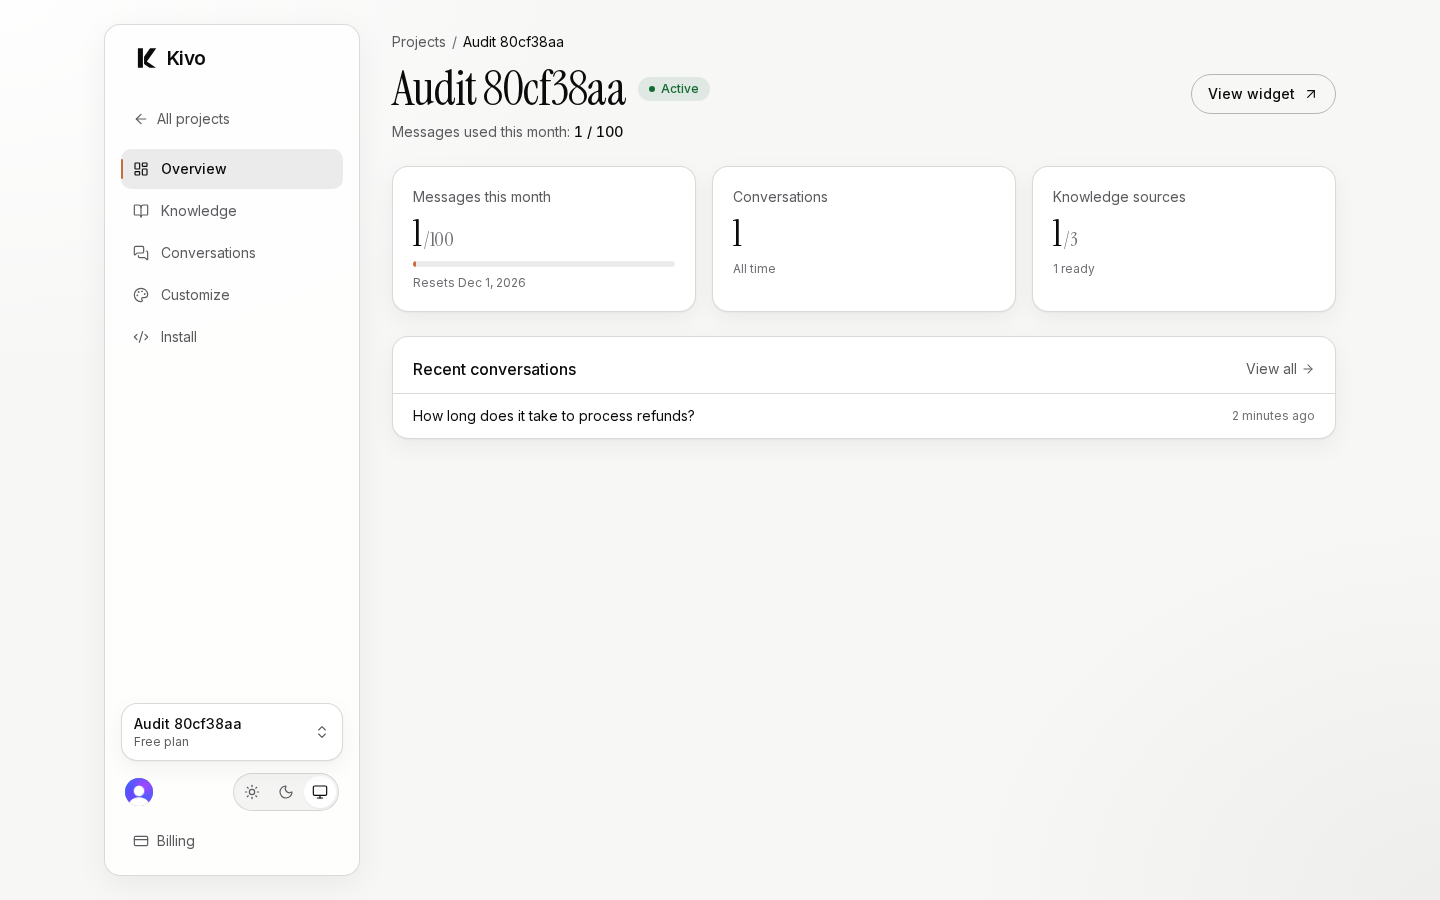 Kivo
All projects
Overview
Knowledge
Conversations
Customize
Install
Audit 80cf38aa
Free plan
Billing
Projects / Audit 80cf38aa
Audit 80cf38aa
Active
Messages used this month: 1 / 100
View widget
Messages this month
1/100
Resets Dec 1, 2026
Conversations
1
All time
Knowledge sources
1/3
1 ready
Recent conversations
View all
How long does it take to process refunds?
2 minutes ago